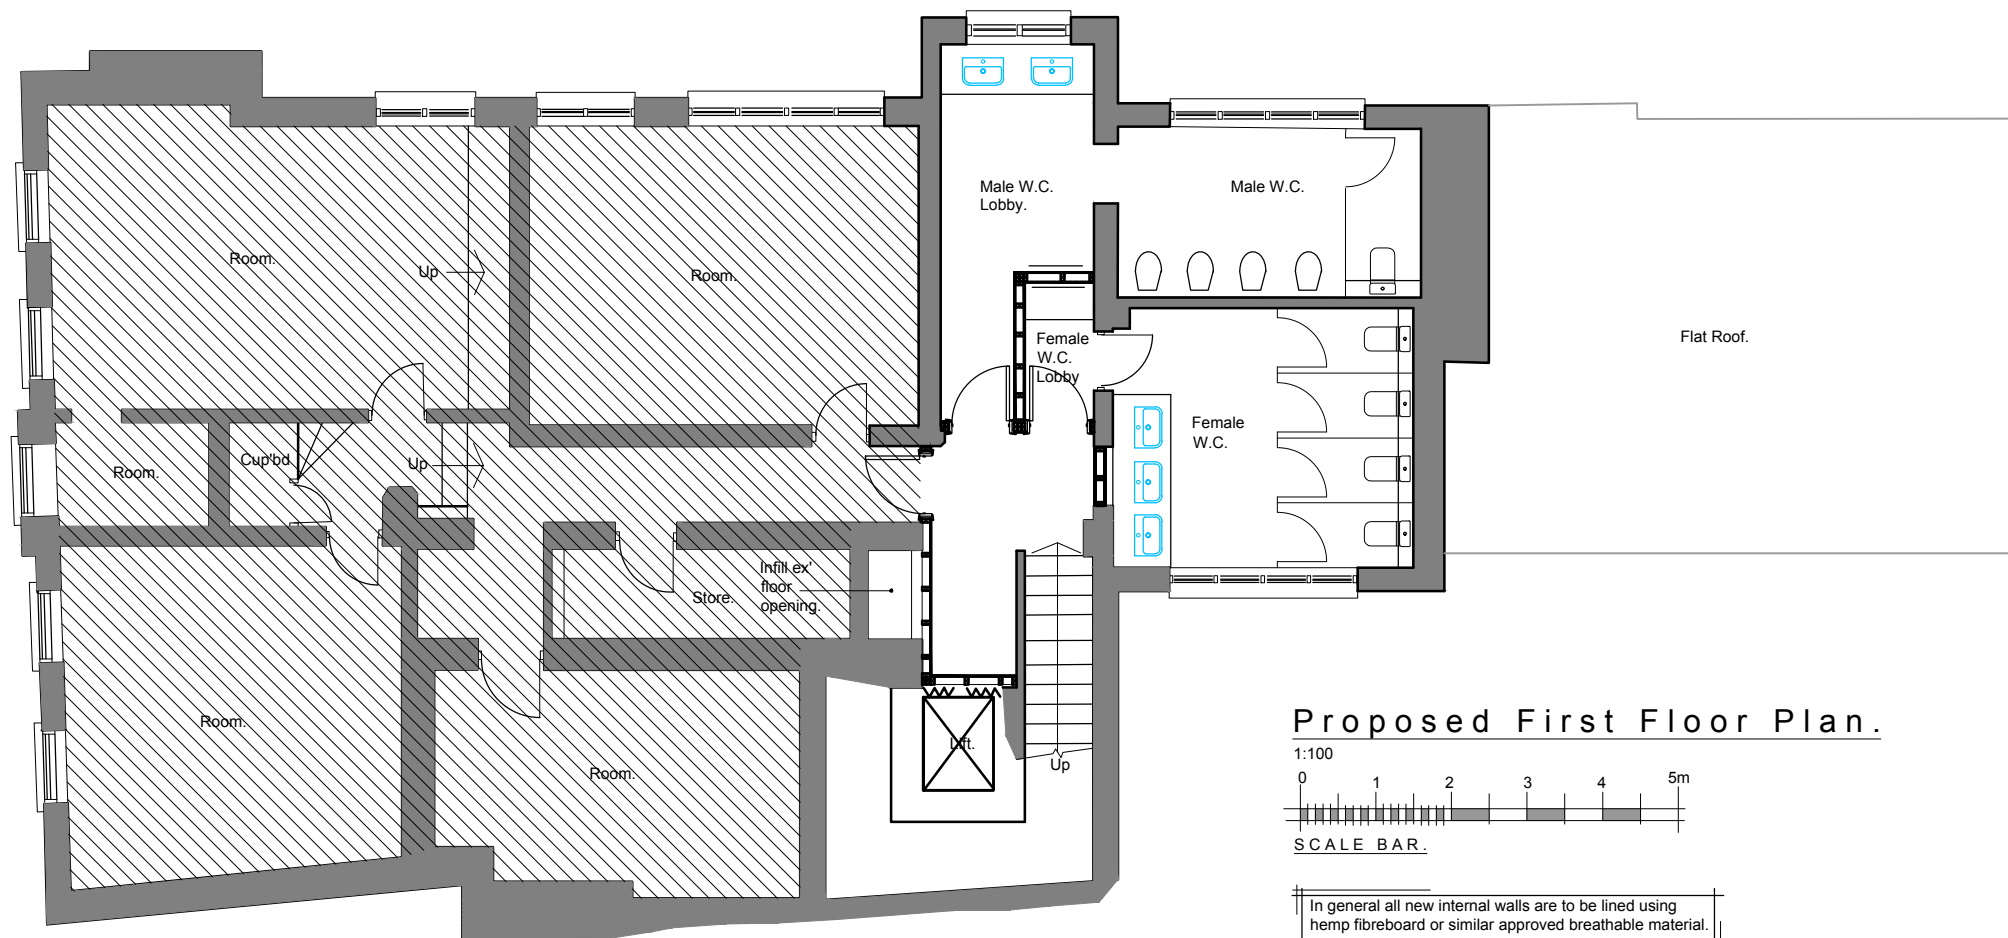 Male W.C.
Lobby.
Male W.C.
Room.
Up
Room.
Female
W.C.
Lobby
Flat Roof.
Female
W.C.
Room.
Cup'bd
Up
Infill ex'
floor
opening.
Store.
Room.
Room.
Lift.
Up
Proposed First Floor Plan.
1:100
0 1 2 3 4 5m
SCALE BAR.
In general all new internal walls are to be lined using
hemp fibreboard or similar approved breathable material.